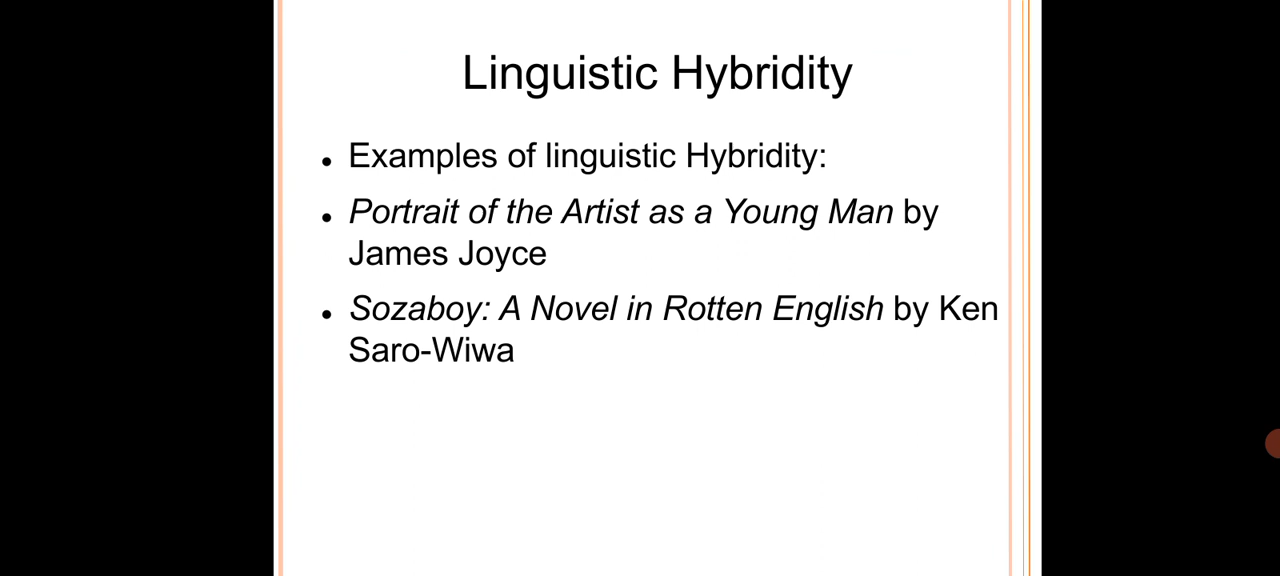 Linguistic Hybridity
• Examples of linguistic Hybridity:
• Portrait of the Artist as a Young Man by
James Joyce
• Sozaboy: A Novel in Rotten English by Ken
Saro-Wiwa